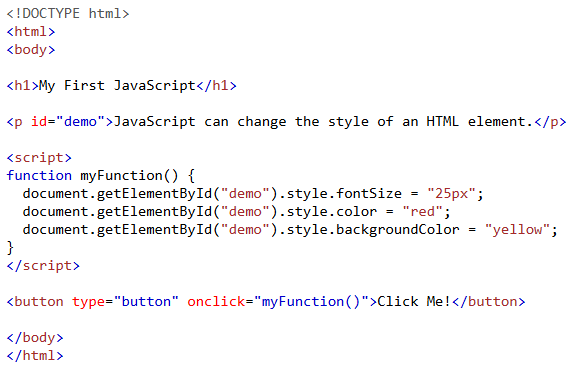 <!DOCTYPE html>
<html>
<body>
<h1>My First JavaScript</h1>
<p id="demo">JavaScript can change the style of an HTML element.</p>
<script>
function myFunction() {
  document.getElementById("demo").style.fontSize = "25px";
  document.getElementById("demo").style.color = "red";
  document.getElementById("demo").style.backgroundColor = "yellow";
}
</script>
<button type="button" onclick="myFunction()">Click Me!</button>
</body>
</html>